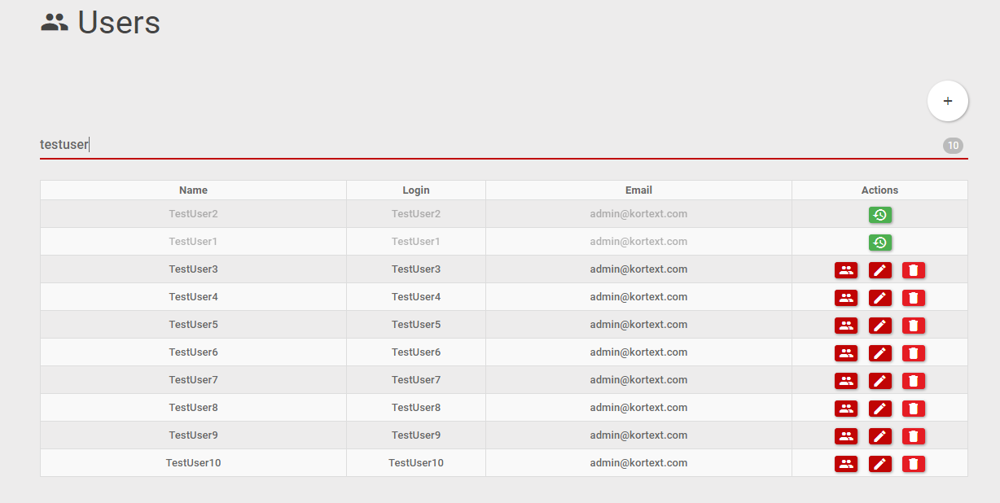 Users
+
testuser 10
Name Login Email Actions
TestUser2 TestUser2 admin@kortext.com
TestUser1 TestUser1 admin@kortext.com
TestUser3 TestUser3 admin@kortext.com
TestUser4 TestUser4 admin@kortext.com
TestUser5 TestUser5 admin@kortext.com
TestUser6 TestUser6 admin@kortext.com
TestUser7 TestUser7 admin@kortext.com
TestUser8 TestUser8 admin@kortext.com
TestUser9 TestUser9 admin@kortext.com
TestUser10 TestUser10 admin@kortext.com